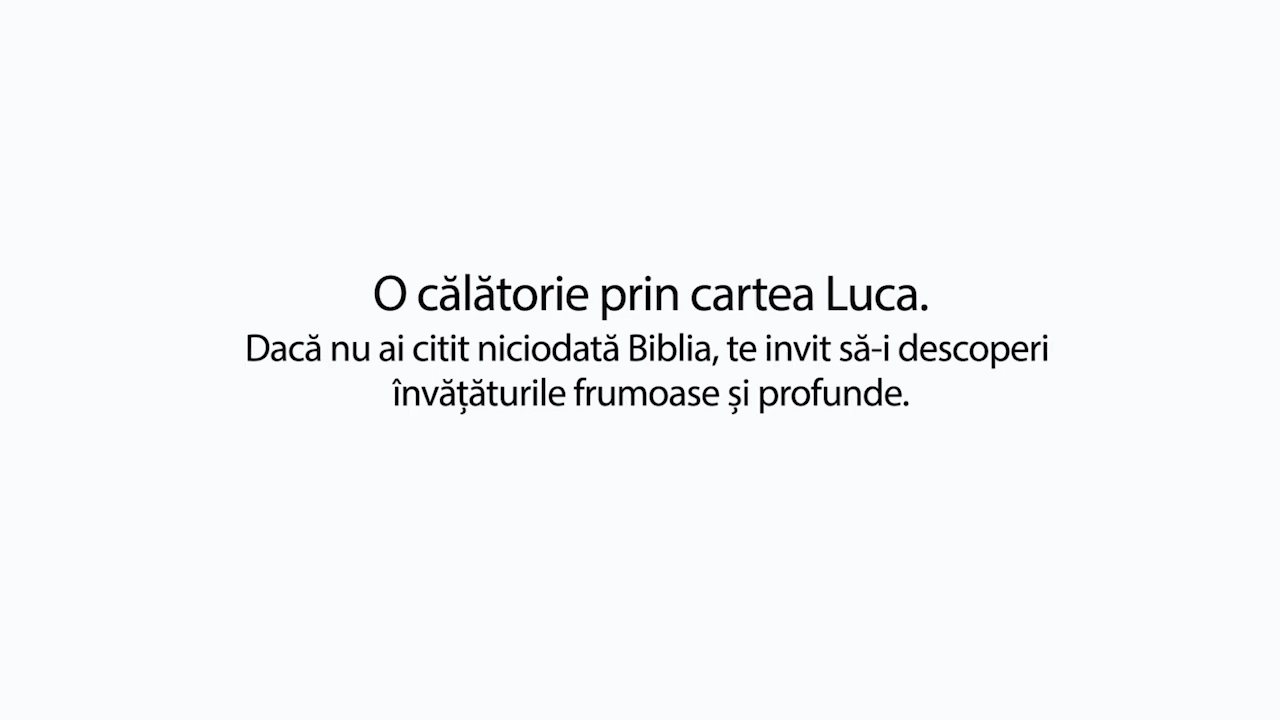 O călătorie prin cartea Luca.
Dacă nu ai citit niciodată Biblia, te invit să-i descoperi
învățăturile frumoase și profunde.